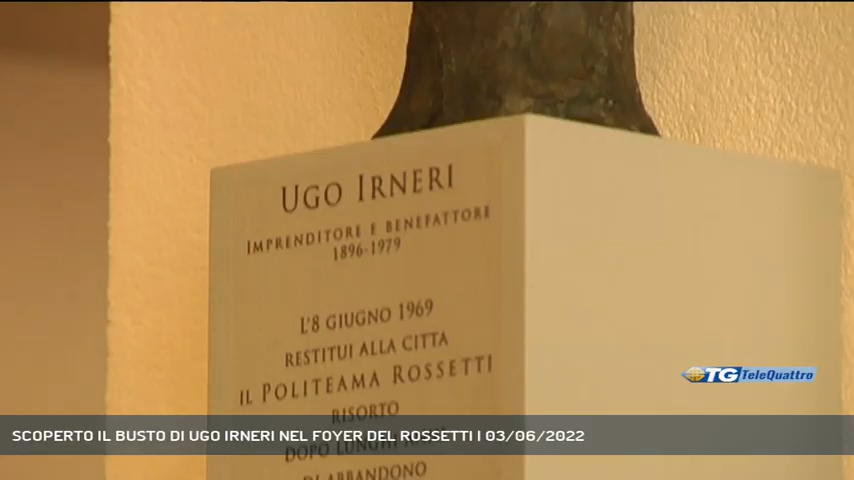 UGO IRNERI
IMPRENDITORE E BENEFATTORE
1896-1979
L'8 GIUGNO 1969
RESTITUI ALLA CITTA
IL POLITEAMA ROSSETTI
RISORTO
DOPO LUNGHI
DI ABBANDONO
TG TeleQuattro
SCOPERTO IL BUSTO DI UGO IRNERI NEL FOYER DEL ROSSETTI | 03/06/2022